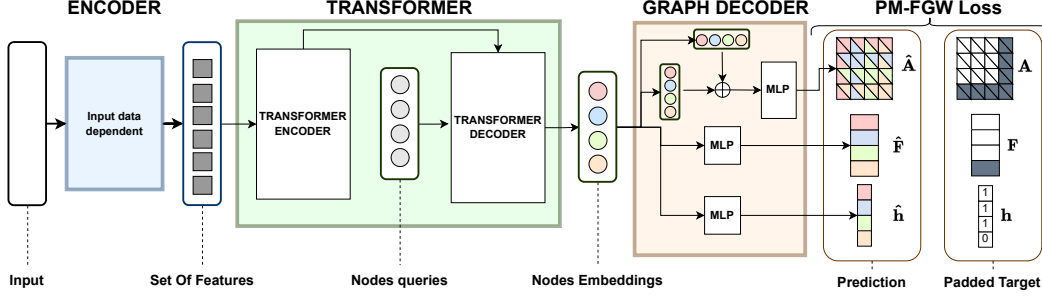 ENCODER
TRANSFORMER
GRAPH DECODER
PM-FGW Loss
Input data
dependent
TRANSFORMER
ENCODER
TRANSFORMER
DECODER
MLP
MLP
MLP
Â
A
F̂
F
ĥ
h
1
1
1
0
Input
Set Of Features
Nodes queries
Nodes Embeddings
Prediction
Padded Target